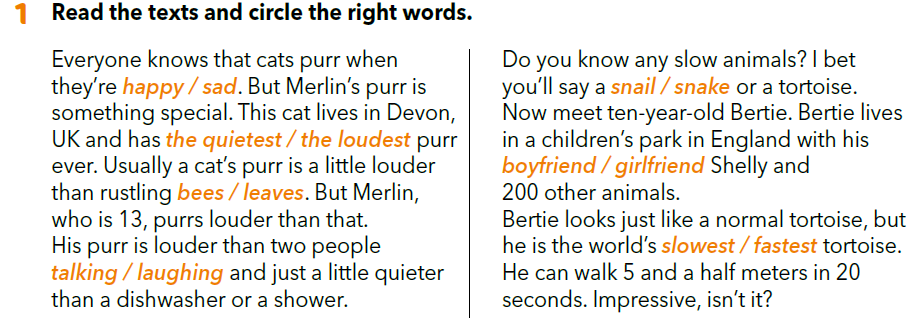 1 Read the texts and circle the right words.
Everyone knows that cats purr when
they're happy / sad. But Merlin's purr is
something special. This cat lives in Devon,
UK and has the quietest / the loudest purr
ever. Usually a cat's purr is a little louder
than rustling bees / leaves. But Merlin,
who is 13, purrs louder than that.
His purr is louder than two people
talking / laughing and just a little quieter
than a dishwasher or a shower.
Do you know any slow animals? I bet
you'll say a snail / snake or a tortoise.
Now meet ten-year-old Bertie. Bertie lives
in a children's park in England with his
boyfriend / girlfriend Shelly and
200 other animals.
Bertie looks just like a normal tortoise, but
he is the world's slowest / fastest tortoise.
He can walk 5 and a half meters in 20
seconds. Impressive, isn't it?